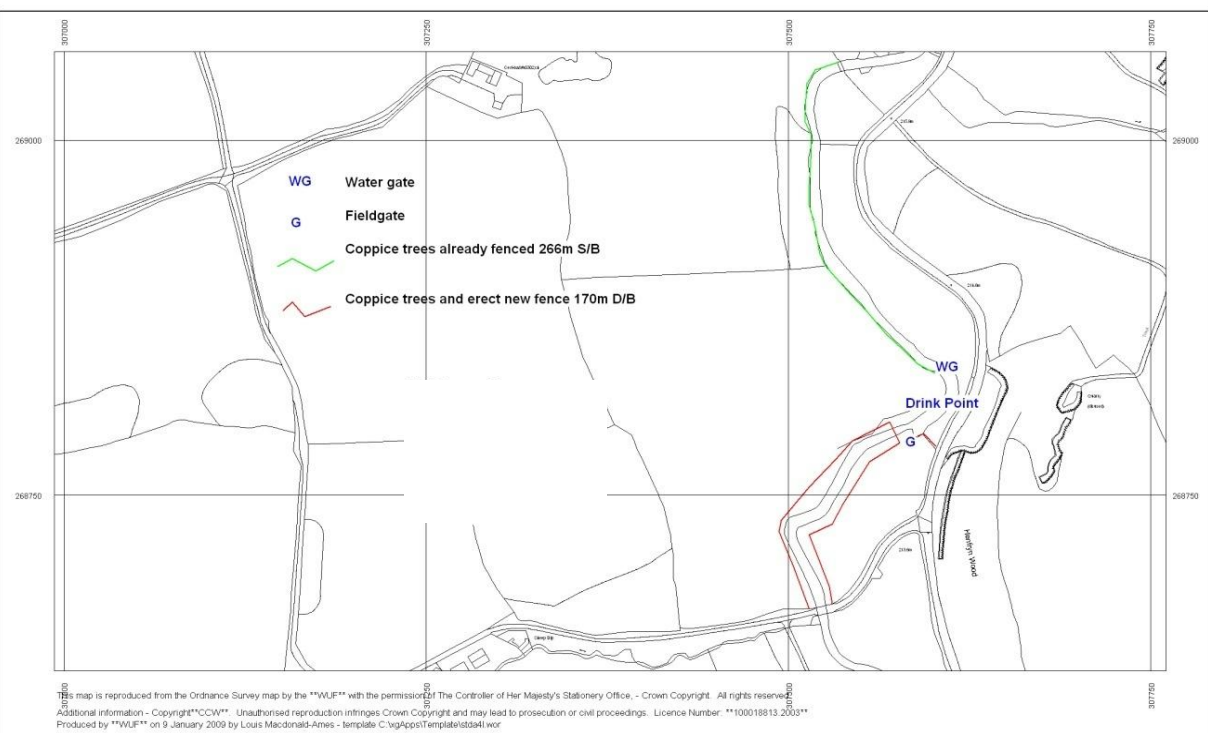 307000
307250
307500
307750
269000
269000
WG Water gate
G Fieldgate
Coppice trees already fenced 266m S/B
Coppice trees and erect new fence 170m D/B
WG
Drink Point
G
268750
268750
Hanlyn Wood
307250
307500
307750
This map is reproduced from the Ordnance Survey map by the **WUF** with the permission of The Controller of Her Majesty's Stationery Office, - Crown Copyright. All rights reserved.
Additional information - Copyright**CCW**. Unauthorised reproduction infringes Crown Copyright and may lead to prosecution or civil proceedings. Licence Number: **100018813.2003**
Produced by **WUF** on 9 January 2009 by Louis Macdonald-Ames - template C:\xgApps\Template\stda4l.wor